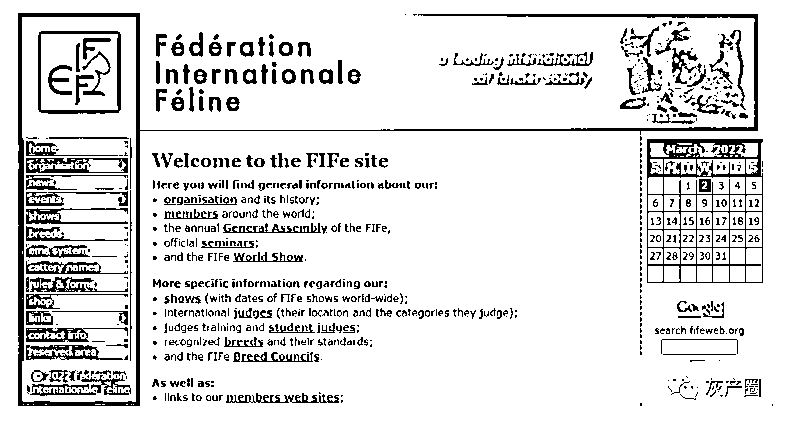 FIFe
Fédération
Internationale
Féline
a leading international
cat fancier society
home
organisation
news
events
shows
breeds
ems system
cattery names
rules & forms
shop
links
contact info
reserved area
© 2022 Fédération
Internationale Féline
Welcome to the FIFe site
Here you will find general information about our:
• organisation and its history;
• members around the world;
• the annual General Assembly of the FIFe,
• official seminars;
• and the FIFe World Show.
More specific information regarding our:
• shows (with dates of FIFe shows world-wide);
• international judges (their location and the categories they judge);
• judges training and student judges;
• recognized breeds and their standards;
• and the FIFe Breed Councils.
As well as:
• links to our members web sites;
March 2022
S M T W T F S
1 2 3 4 5
6 7 8 9 10 11 12
13 14 15 16 17 18 19
20 21 22 23 24 25 26
27 28 29 30 31
Google
search fifeweb.org
灰产圈